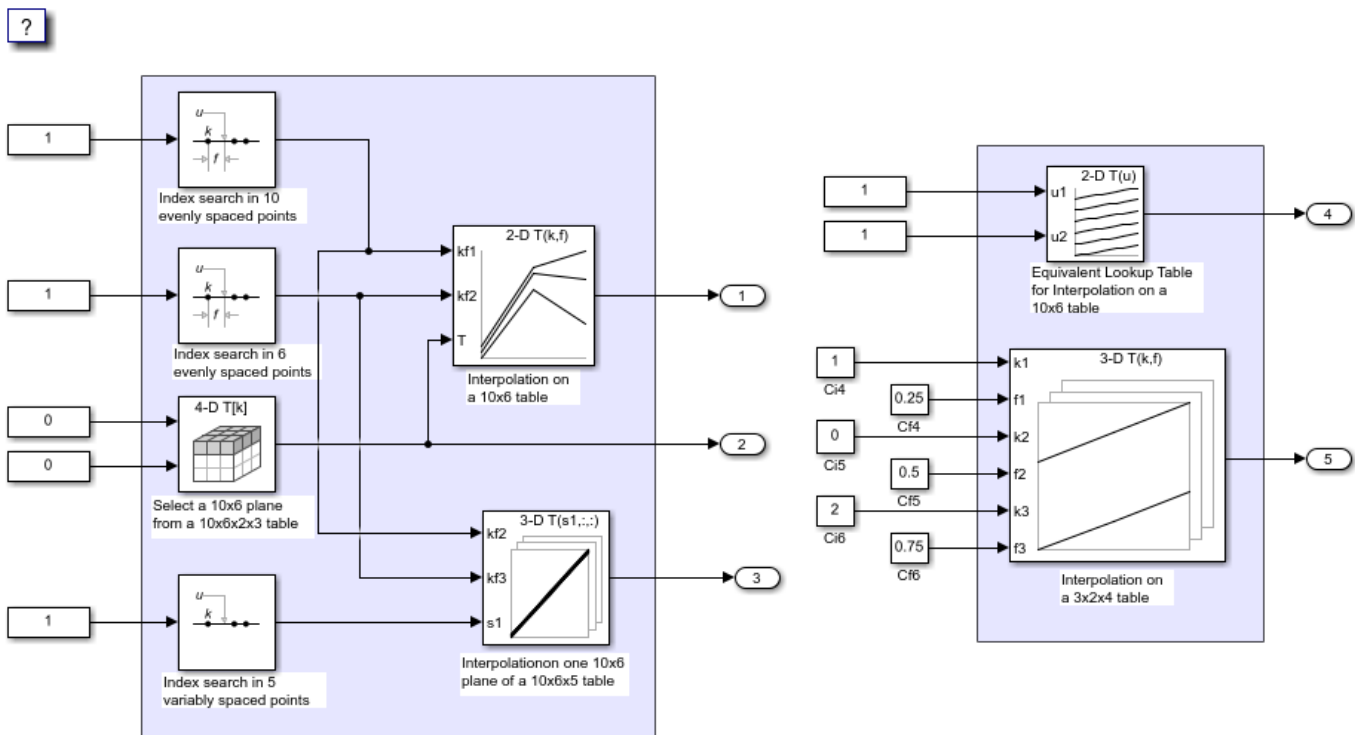 ?
1
u
k
f
Index search in 10
evenly spaced points
1
u
k
f
Index search in 6
evenly spaced points
2-D T(k,f)
kf1
kf2
T
Interpolation on
a 10x6 table
1
0
0
4-D T[k]
Select a 10x6 plane
from a 10x6x2x3 table
2
1
u
k
Index search in 5
variably spaced points
3-D T(s1,:,:)
kf2
kf3
s1
Interpolationon one 10x6
plane of a 10x6x5 table
3
1
1
2-D T(u)
u1
u2
Equivalent Lookup Table
for Interpolation on a
10x6 table
4
1
Ci4
0.25
Cf4
0
Ci5
0.5
Cf5
2
Ci6
0.75
Cf6
3-D T(k,f)
k1
f1
k2
f2
k3
f3
Interpolation on
a 3x2x4 table
5